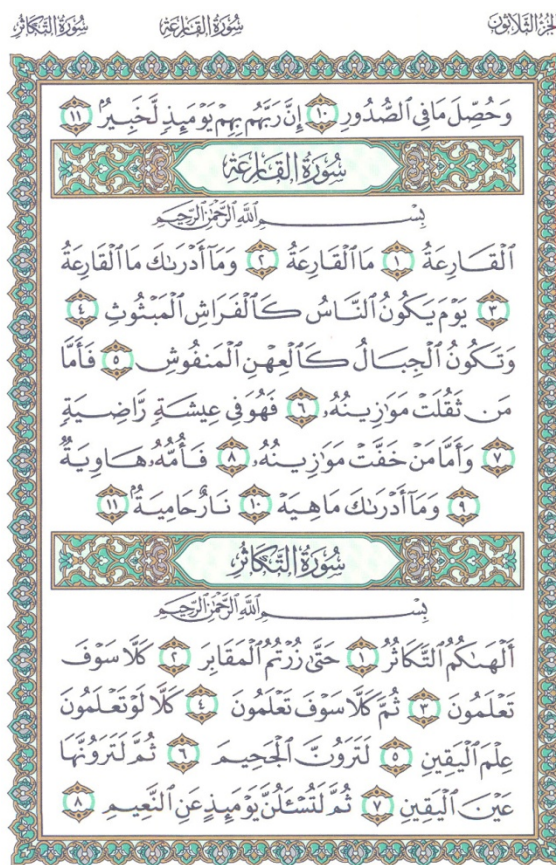 الجزء الثلاثون سورة القارعة سورة التكاثر
وَحُصِّلَ مَا فِي ٱلصُّدُورِ ١٠ إِنَّ رَبَّهُم بِهِمْ يَوْمَئِذٍ لَّخَبِيرٌۢ ١١
سُورَةُ القَارِعَةِ
بِسْمِ ٱللَّهِ ٱلرَّحْمَٰنِ ٱلرَّحِيمِ
ٱلْقَارِعَةُ ١ مَا ٱلْقَارِعَةُ ٢ وَمَآ أَدْرَىٰكَ مَا ٱلْقَارِعَةُ
٣ يَوْمَ يَكُونُ ٱلنَّاسُ كَٱلْفَرَاشِ ٱلْمَبْثُوثِ ٤
وَتَكُونُ ٱلْجِبَالُ كَٱلْعِهْنِ ٱلْمَنفُوشِ ٥ فَأَمَّا
مَن ثَقُلَتْ مَوَٰزِينُهُۥ ٦ فَهُوَ فِى عِيشَةٍ رَّاضِيَةٍ
٧ وَأَمَّا مَنْ خَفَّتْ مَوَٰزِينُهُۥ ٨ فَأُمُّهُۥ هَاوِيَةٌ
٩ وَمَآ أَدْرَىٰكَ مَا هِيَهْ ١٠ نَارٌ حَامِيَةٌۢ ١١
سُورَةُ التَّكَاثُرِ
بِسْمِ ٱللَّهِ ٱلرَّحْمَٰنِ ٱلرَّحِيمِ
أَلْهَىٰكُمُ ٱلتَّكَاثُرُ ١ حَتَّىٰ زُرْتُمُ ٱلْمَقَابِرَ ٢ كَلَّا سَوْفَ
تَعْلَمُونَ ٣ ثُمَّ كَلَّا سَوْفَ تَعْلَمُونَ ٤ كَلَّا لَوْ تَعْلَمُونَ
عِلْمَ ٱلْيَقِينِ ٥ لَتَرَوُنَّ ٱلْجَحِيمَ ٦ ثُمَّ لَتَرَوُنَّهَا
عَيْنَ ٱلْيَقِينِ ٧ ثُمَّ لَتُسْـَٔلُنَّ يَوْمَئِذٍ عَنِ ٱلنَّعِيمِ ٨